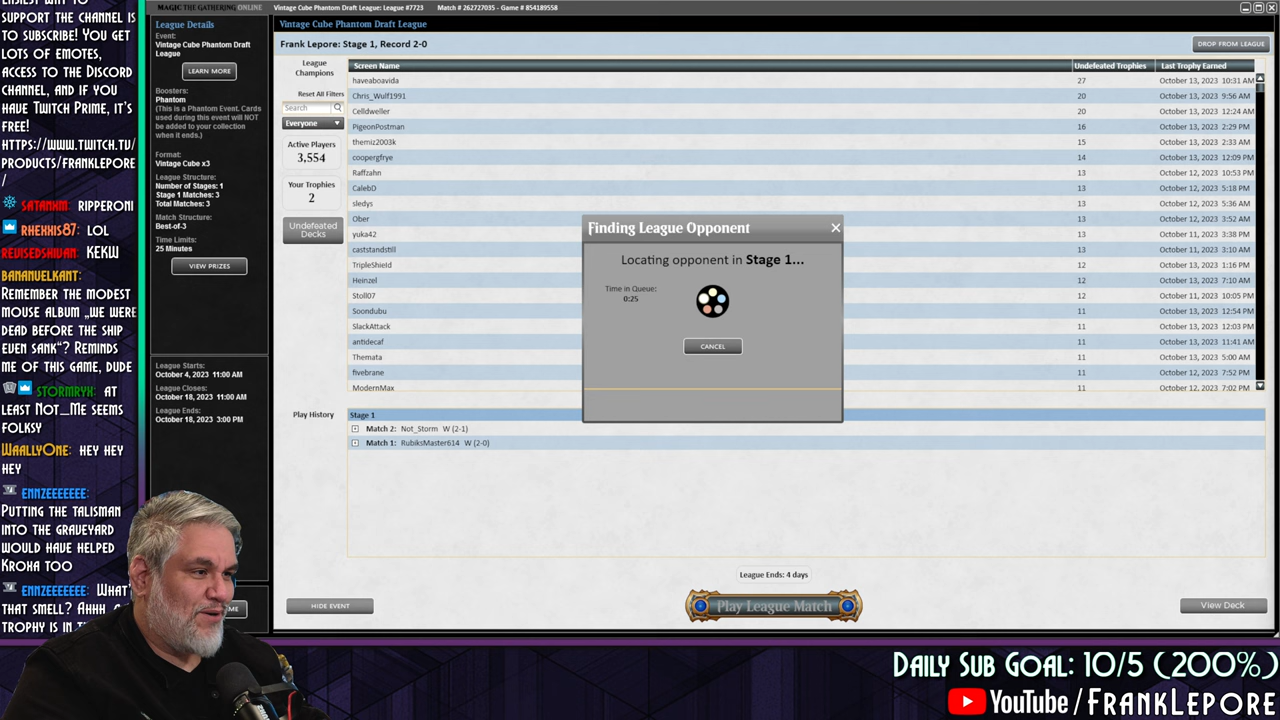 EASIEST WAY TO
SUPPORT THE CHANNEL IS
TO SUBSCRIBE! YOU GET
LOTS OF EMOTES,
ACCESS TO THE DISCORD
CHANNEL, AND IF YOU
HAVE TWITCH PRIME, IT'S
FREE!
HTTPS://WWW.TWITCH.TV/
PRODUCTS/FRANKLEPORE
/
SATANXM: RIPPERONI
RHEXXIS87: LOL
REVISEDSHIVAN: KEKW
BANANUELKANT:
REMEMBER THE MODEST
MOUSE ALBUM „WE WERE
DEAD BEFORE THE SHIP
EVEN SANK“? REMINDS
ME OF THIS GAME, DUDE
STORMRYX: AT
LEAST NOT_ME SEEMS
FOLKSY
WAALLYONE: HEY HEY
HEY
ENNZEEEEEE:
PUTTING THE TALISMAN
INTO THE GRAVEYARD
WOULD HAVE HELPED
KROXA TOO
ENNZEEEEEE: WHAT'
THAT SMELL? AHHH A
TROPHY IS IN T
MAGIC THE GATHERING ONLINE
Vintage Cube Phantom Draft League: League #7723
Match # 262727035 - Game # 854189558
League Details
Event:
Vintage Cube Phantom Draft
League
LEARN MORE
Boosters:
Phantom
(This is a Phantom Event. Cards
used during this event will NOT
be added to your collection
when it ends.)
Format:
Vintage Cube x3
League Structure:
Number of Stages: 1
Stage 1 Matches: 3
Total Matches: 3
Match Structure:
Best-of-3
Time Limits:
25 Minutes
VIEW PRIZES
League Starts:
October 4, 2023 11:00 AM
League Closes:
October 18, 2023 11:00 AM
League Ends:
October 18, 2023 3:00 PM
Vintage Cube Phantom Draft League
Frank Lepore: Stage 1, Record 2-0
DROP FROM LEAGUE
League
Champions
Reset All Filters
Search
Everyone
Active Players
3,554
Your Trophies
2
Undefeated
Decks
Screen Name Undefeated Trophies Last Trophy Earned
haveaboavida 27 October 13, 2023 10:31 AM
Chris_Wulf1991 20 October 13, 2023 9:56 AM
Celldweller 20 October 13, 2023 12:24 AM
PigeonPostman 16 October 13, 2023 2:29 PM
themiz2003k 15 October 13, 2023 2:33 AM
coopergfrye 14 October 13, 2023 12:09 PM
Raffzahn 13 October 12, 2023 10:53 PM
CalebD 13 October 12, 2023 5:18 PM
sledys 13 October 12, 2023 5:36 AM
Ober 13 October 12, 2023 3:52 AM
yuka42 13 October 11, 2023 3:38 PM
caststandstill 13 October 11, 2023 3:10 AM
TripleShield 12 October 13, 2023 1:16 PM
Heinzel 12 October 13, 2023 7:10 AM
Stoll07 12 October 11, 2023 10:05 PM
Soondubu 11 October 13, 2023 12:54 PM
SlackAttack 11 October 13, 2023 12:03 PM
antidecaf 11 October 13, 2023 11:41 AM
Themata 11 October 13, 2023 5:00 AM
fivebrane 11 October 12, 2023 7:52 PM
ModernMax 11 October 12, 2023 7:02 PM
Finding League Opponent
Locating opponent in Stage 1...
Time in Queue:
0:25
CANCEL
Play History
Stage 1
Match 2: Not_Storm W (2-1)
Match 1: RubiksMaster614 W (2-0)
League Ends: 4 days
HIDE EVENT
Play League Match
View Deck
DAILY SUB GOAL: 10/5 (200%)
YOUTUBE/FRANKLEPORE